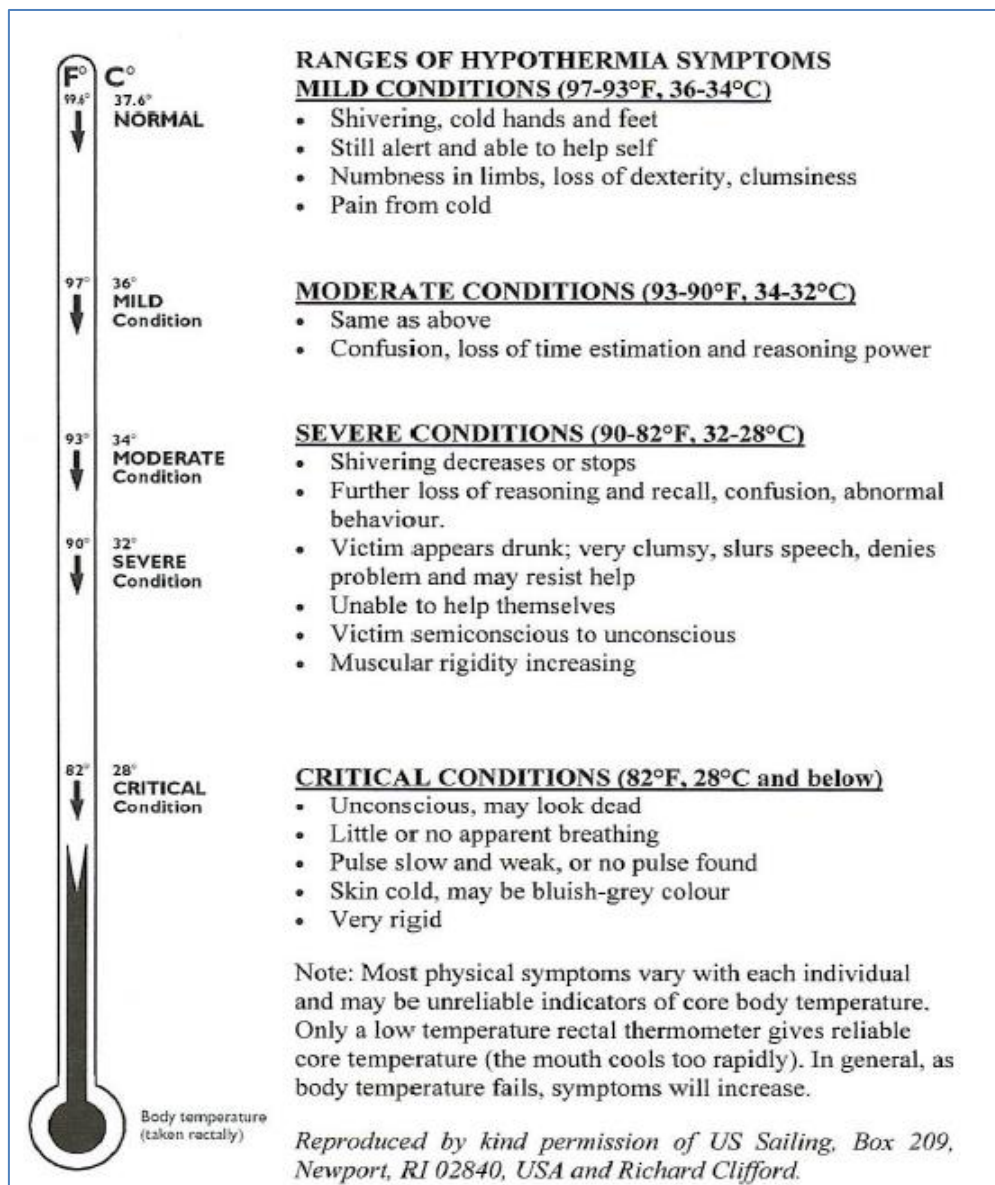 F° C°
99.6° 37.6°
NORMAL
97° 36°
MILD
Condition
93° 34°
MODERATE
Condition
90° 32°
SEVERE
Condition
82° 28°
CRITICAL
Condition
Body temperature
(taken rectally)
RANGES OF HYPOTHERMIA SYMPTOMS
MILD CONDITIONS (97-93°F, 36-34°C)
• Shivering, cold hands and feet
• Still alert and able to help self
• Numbness in limbs, loss of dexterity, clumsiness
• Pain from cold
MODERATE CONDITIONS (93-90°F, 34-32°C)
• Same as above
• Confusion, loss of time estimation and reasoning power
SEVERE CONDITIONS (90-82°F, 32-28°C)
• Shivering decreases or stops
• Further loss of reasoning and recall, confusion, abnormal
behaviour.
• Victim appears drunk; very clumsy, slurs speech, denies
problem and may resist help
• Unable to help themselves
• Victim semiconscious to unconscious
• Muscular rigidity increasing
CRITICAL CONDITIONS (82°F, 28°C and below)
• Unconscious, may look dead
• Little or no apparent breathing
• Pulse slow and weak, or no pulse found
• Skin cold, may be bluish-grey colour
• Very rigid
Note: Most physical symptoms vary with each individual
and may be unreliable indicators of core body temperature.
Only a low temperature rectal thermometer gives reliable
core temperature (the mouth cools too rapidly). In general, as
body temperature fails, symptoms will increase.
Reproduced by kind permission of US Sailing, Box 209,
Newport, RI 02840, USA and Richard Clifford.